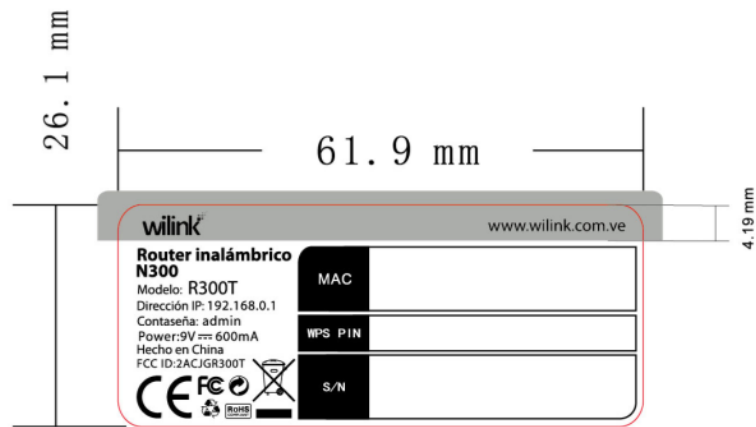 26.1 mm
61.9 mm
4.19 mm
wilink
www.wilink.com.ve
Router inalámbrico
N300
Modelo: R300T
Dirección IP: 192.168.0.1
Contaseña: admin
Power:9V 600mA
Hecho en China
FCC ID:2ACJGR300T
MAC
WPS PIN
S/N
CE FC
RoHS